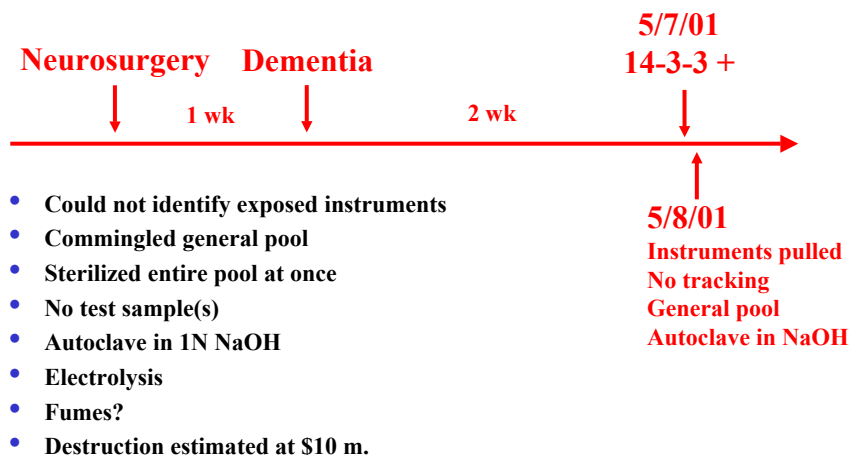 5/7/01
Neurosurgery Dementia 14-3-3 +
1 wk 2 wk
• Could not identify exposed instruments
• Commingled general pool
• Sterilized entire pool at once
• No test sample(s)
• Autoclave in 1N NaOH
• Electrolysis
• Fumes?
• Destruction estimated at $10 m.
5/8/01
Instruments pulled
No tracking
General pool
Autoclave in NaOH